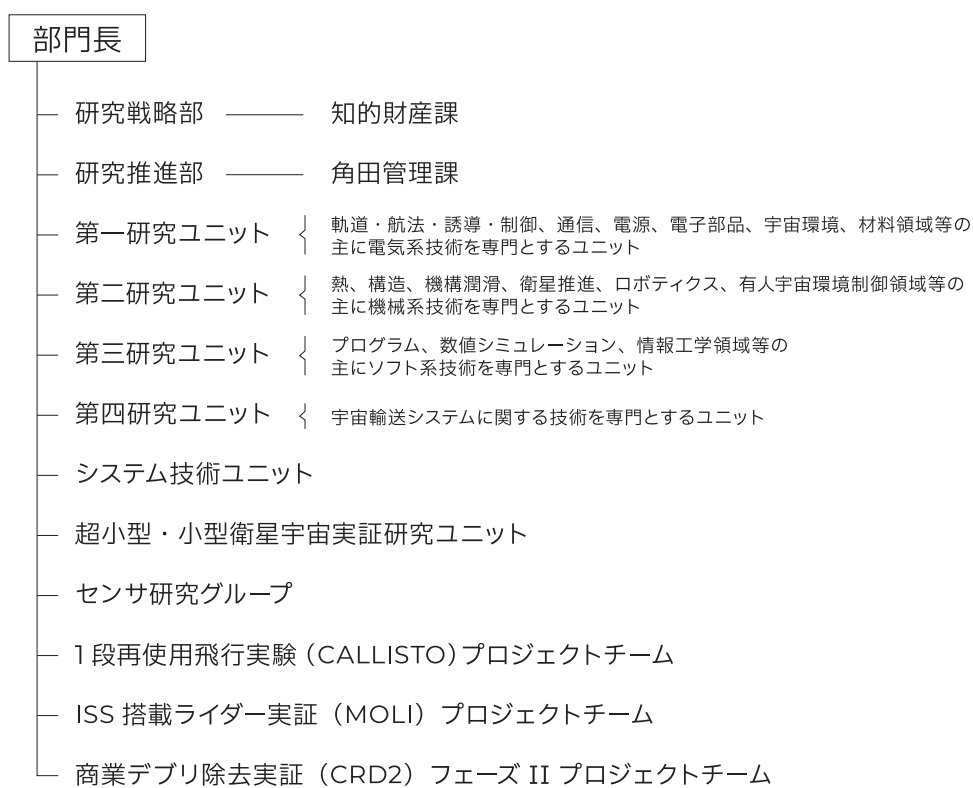 部門長
研究戦略部 知的財産課
研究推進部 角田管理課
第一研究ユニット 軌道・航法・誘導・制御、通信、電源、電子部品、宇宙環境、材料領域等の
主に電気系技術を専門とするユニット
第二研究ユニット 熱、構造、機構潤滑、衛星推進、ロボティクス、有人宇宙環境制御領域等の
主に機械系技術を専門とするユニット
第三研究ユニット プログラム、数値シミュレーション、情報工学領域等の
主にソフト系技術を専門とするユニット
第四研究ユニット 宇宙輸送システムに関する技術を専門とするユニット
システム技術ユニット
超小型・小型衛星宇宙実証研究ユニット
センサ研究グループ
1段再使用飛行実験（CALLISTO）プロジェクトチーム
ISS 搭載ライダー実証（MOLI）プロジェクトチーム
商業デブリ除去実証（CRD2）フェーズ II プロジェクトチーム